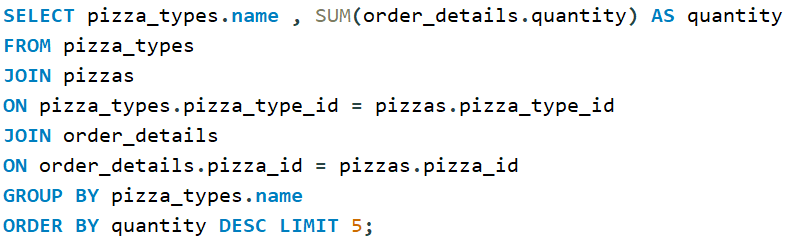 SELECT pizza_types.name , SUM(order_details.quantity) AS quantity
FROM pizza_types
JOIN pizzas
ON pizza_types.pizza_type_id = pizzas.pizza_type_id
JOIN order_details
ON order_details.pizza_id = pizzas.pizza_id
GROUP BY pizza_types.name
ORDER BY quantity DESC LIMIT 5;